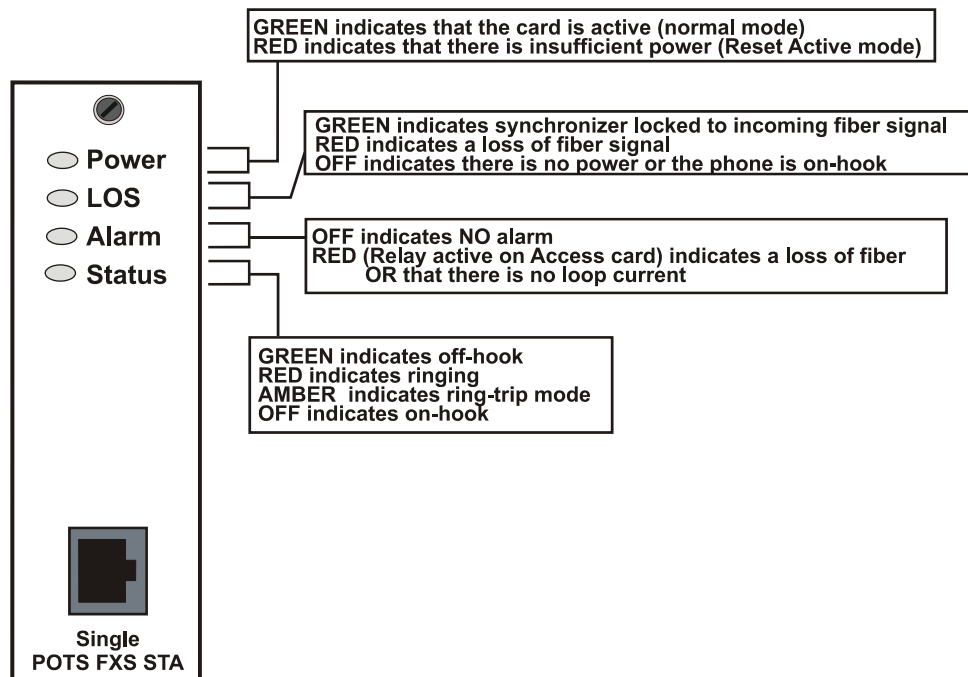 GREEN indicates that the card is active (normal mode)
RED indicates that there is insufficient power (Reset Active mode)
GREEN indicates synchronizer locked to incoming fiber signal
RED indicates a loss of fiber signal
OFF indicates there is no power or the phone is on-hook
Power
LOS
Alarm
Status
OFF indicates NO alarm
RED (Relay active on Access card) indicates a loss of fiber
OR that there is no loop current
GREEN indicates off-hook
RED indicates ringing
AMBER indicates ring-trip mode
OFF indicates on-hook
Single
POTS FXS STA